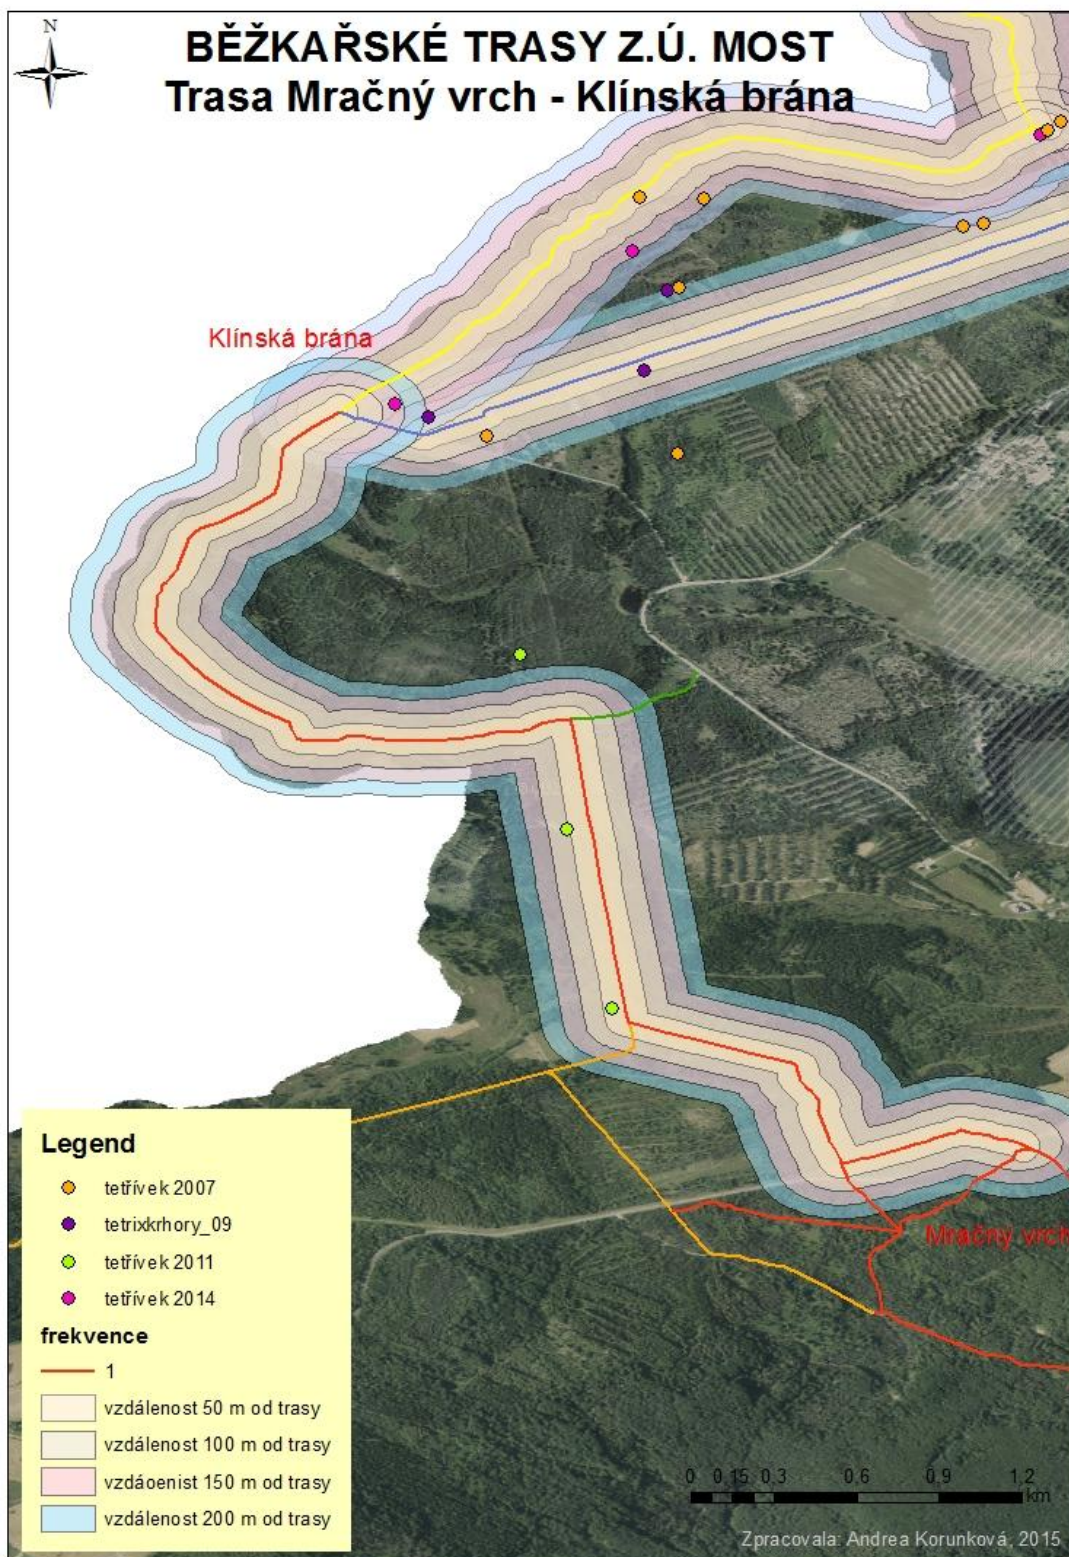 N
BĚŽKAŘSKÉ TRASY Z.Ú. MOST
Trasa Mračný vrch - Klínská brána
Klínská brána
Mračný vrch
Legend
tetřívek 2007
tetrixkrhory_09
tetřívek 2011
tetřívek 2014
frekvence
1
vzdálenost 50 m od trasy
vzdálenost 100 m od trasy
vzdáoenist 150 m od trasy
vzdálenost 200 m od trasy
0 0,15 0,3 0,6 0,9 1,2
km
Zpracovala: Andrea Korunková, 2015